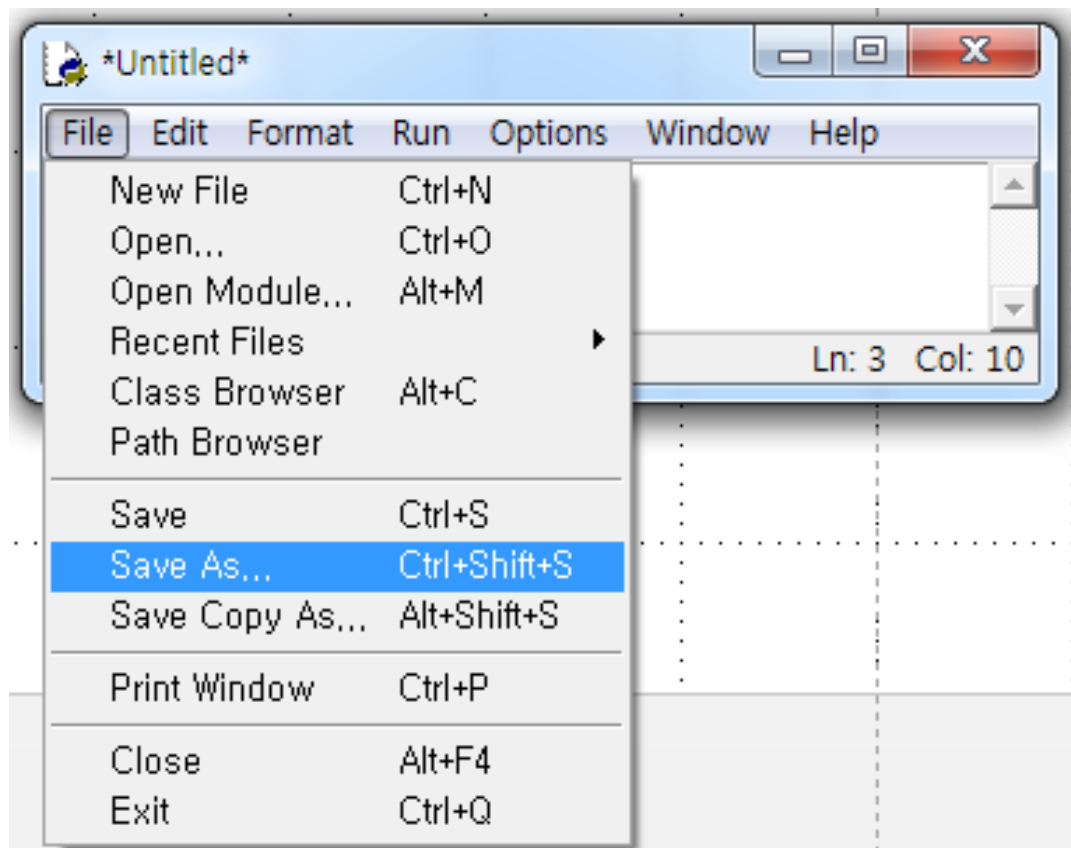 *Untitled*
File Edit Format Run Options Window Help
New File Ctrl+N
Open... Ctrl+O
Open Module... Alt+M
Recent Files
Class Browser Alt+C
Path Browser
Save Ctrl+S
Save As... Ctrl+Shift+S
Save Copy As... Alt+Shift+S
Print Window Ctrl+P
Close Alt+F4
Exit Ctrl+Q
Ln: 3 Col: 10